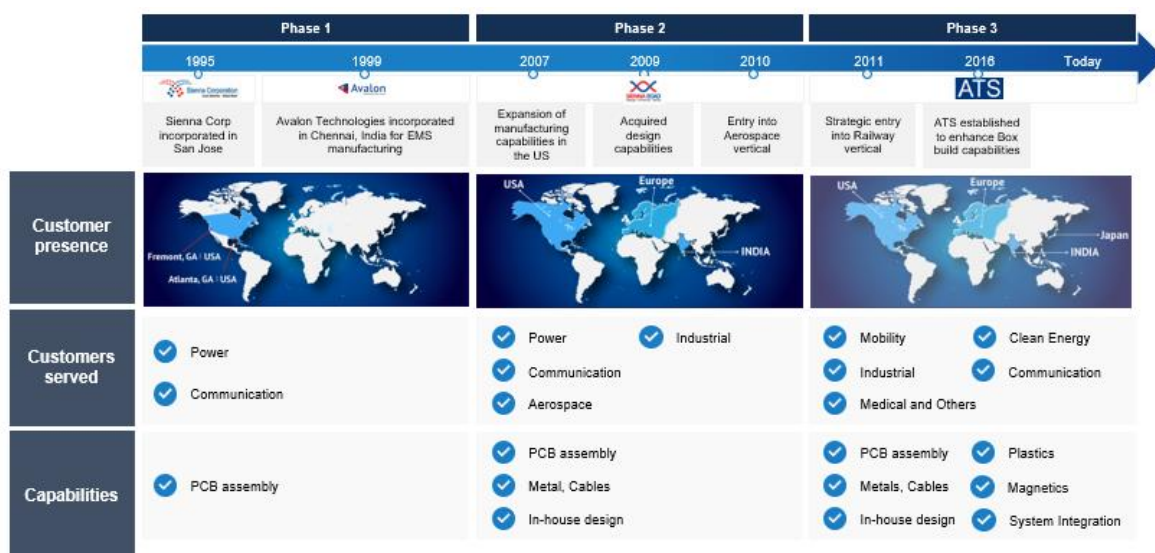 Phase 1
Phase 2
Phase 3
1995
1999
2007
2009
2010
2011
2016
Today
Sienna Corporation
Avalon
ATS
Sienna Corp
incorporated in
San Jose
Avalon Technologies incorporated
in Chennai, India for EMS
manufacturing
Expansion of
manufacturing
capabilities in
the US
Acquired
design
capabilities
Entry into
Aerospace
vertical
Strategic entry
into Railway
vertical
ATS established
to enhance Box
build capabilities
Customer
presence
Fremont, GA | USA
Atlanta, GA | USA
USA
Europe
INDIA
USA
Europe
Japan
INDIA
Customers
served
Power
Communication
Power
Industrial
Communication
Aerospace
Mobility
Clean Energy
Industrial
Communication
Medical and Others
Capabilities
PCB assembly
PCB assembly
Metal, Cables
In-house design
PCB assembly
Plastics
Metals, Cables
Magnetics
In-house design
System Integration